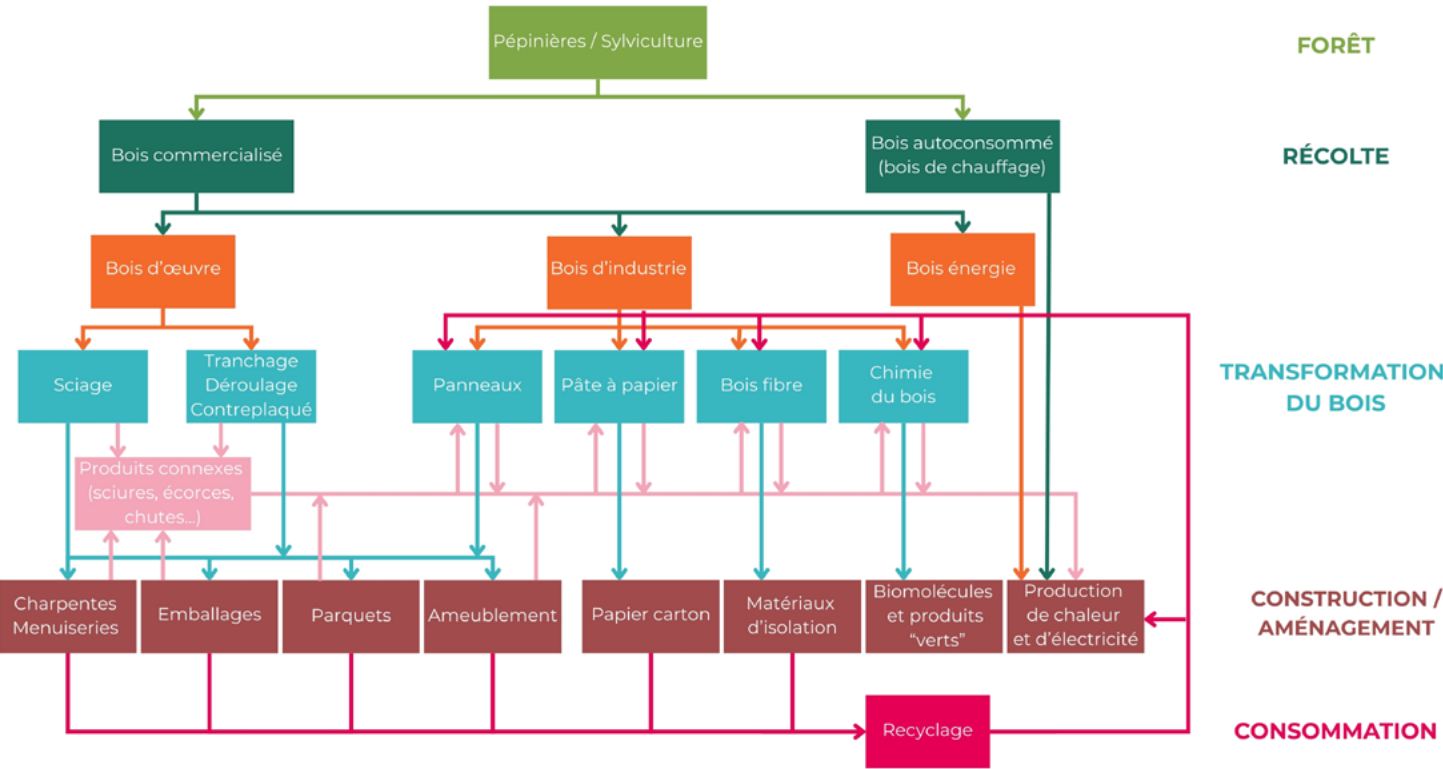 Pépinières / Sylviculture
FORÊT
Bois commercialisé
Bois autoconsommé
(bois de chauffage)
RÉCOLTE
Bois d'œuvre
Bois d'industrie
Bois énergie
Sciage
Tranchage
Déroulage
Contreplaqué
Panneaux
Pâte à papier
Bois fibre
Chimie
du bois
TRANSFORMATION
DU BOIS
Produits connexes
(sciures, écorces,
chutes...)
Charpentes
Menuiseries
Emballages
Parquets
Ameublement
Papier carton
Matériaux
d'isolation
Biomolécules
et produits
“verts”
Production
de chaleur
et d'électricité
CONSTRUCTION /
AMÉNAGEMENT
Recyclage
CONSOMMATION